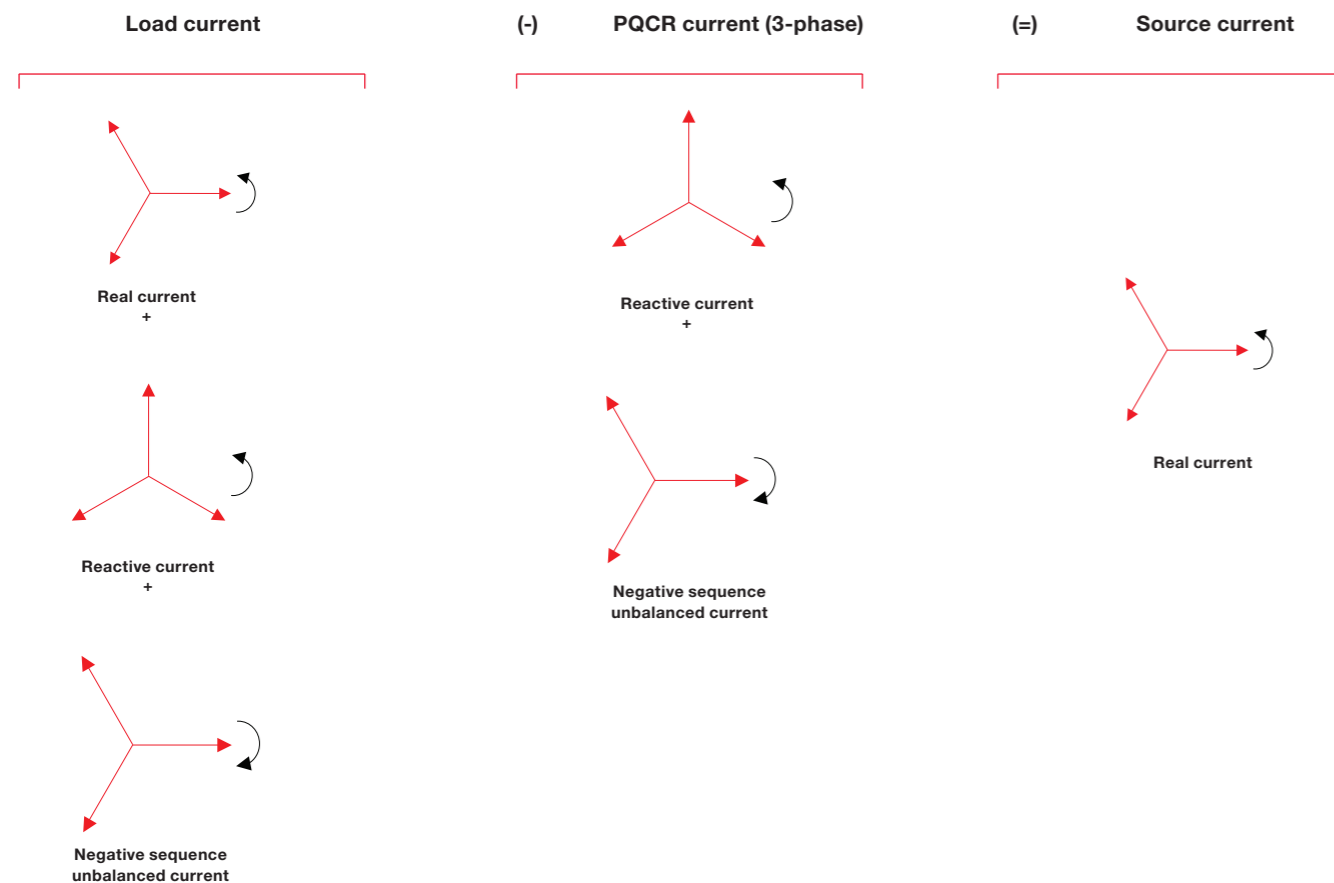 Load current
(-)
PQCR current (3-phase)
(=)
Source current
Real current
+
Reactive current
+
Negative sequence
unbalanced current
Reactive current
+
Negative sequence
unbalanced current
Real current